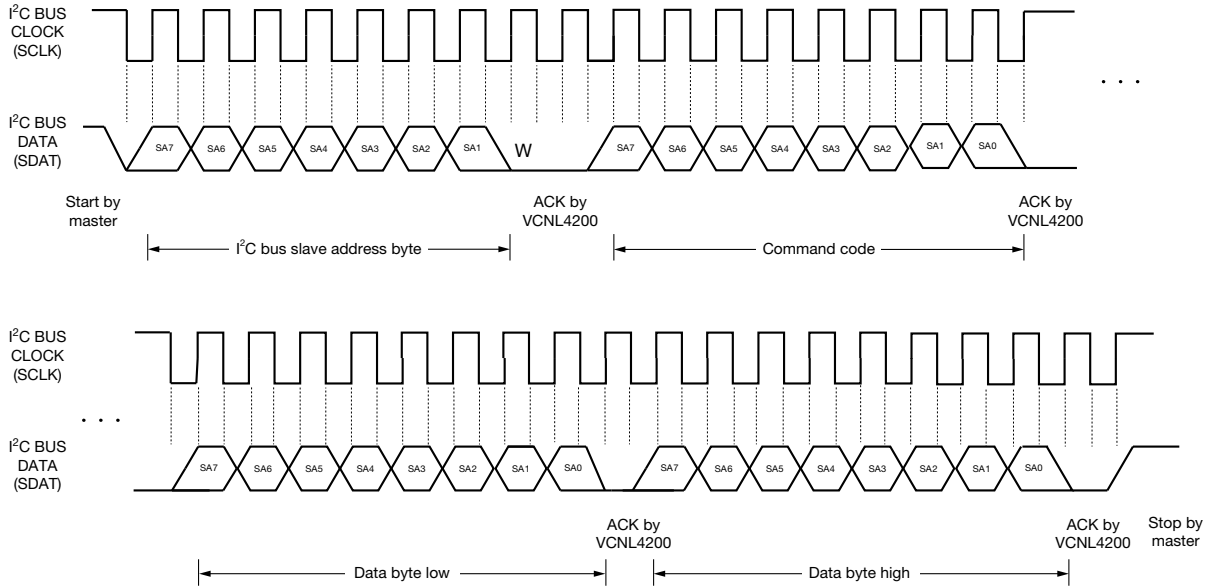 I²C BUS
CLOCK
(SCLK)
. . .
I²C BUS
DATA
(SDAT)
SA7 SA6 SA5 SA4 SA3 SA2 SA1 W SA7 SA6 SA5 SA4 SA3 SA2 SA1 SA0
Start by
master
ACK by
VCNL4200
ACK by
VCNL4200
I²C bus slave address byte
Command code
I²C BUS
CLOCK
(SCLK)
. . .
I²C BUS
DATA
(SDAT)
SA7 SA6 SA5 SA4 SA3 SA2 SA1 SA0 SA7 SA6 SA5 SA4 SA3 SA2 SA1 SA0
ACK by
VCNL4200
ACK by
VCNL4200
Stop by
master
Data byte low
Data byte high